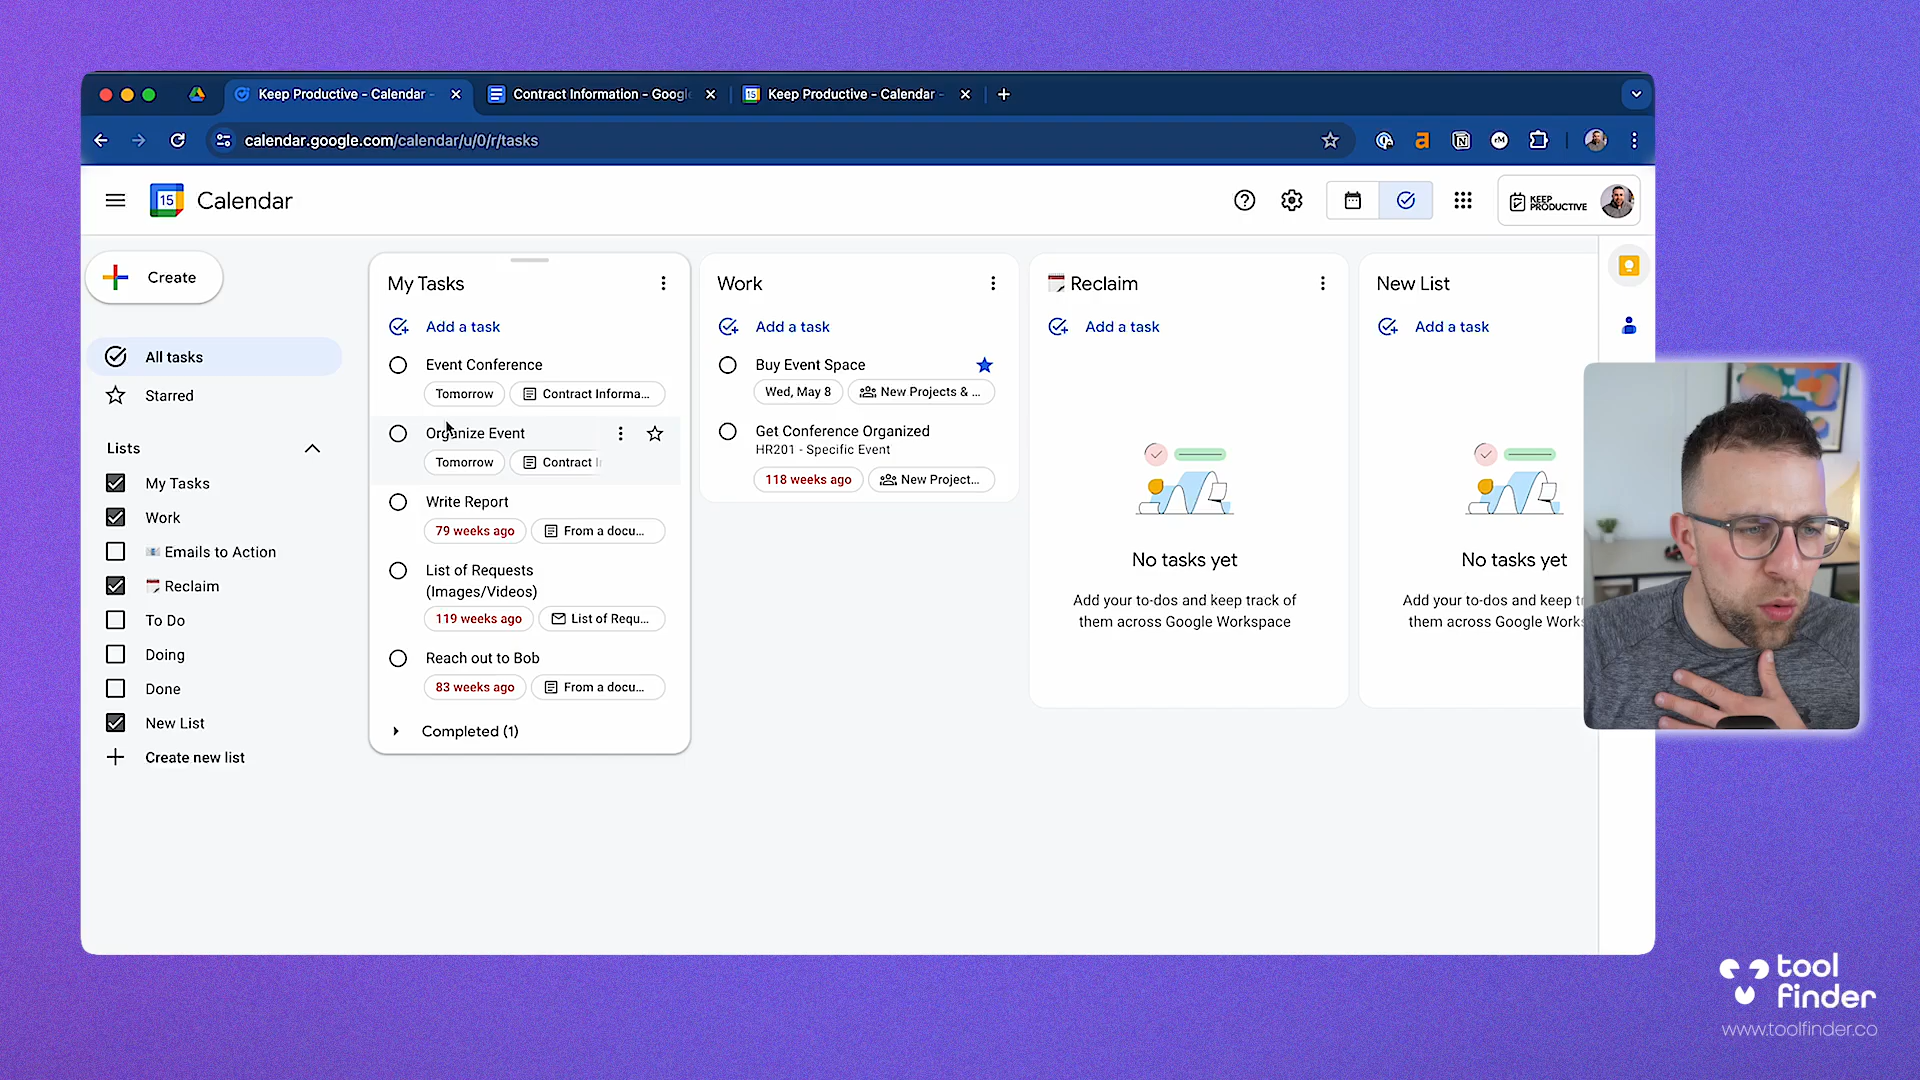 Keep Productive - Calendar -
Contract Information - Googl
Keep Productive - Calendar -
calendar.google.com/calendar/u/0/r/tasks
15
Calendar
KEEP
PRODUCTIVE
Create
All tasks
Starred
Lists
My Tasks
Work
Emails to Action
Reclaim
To Do
Doing
Done
New List
Create new list
My Tasks
Add a task
Event Conference
Tomorrow
Contract Informa...
Organize Event
Tomorrow
Contract I
Write Report
79 weeks ago
From a docu...
List of Requests
(Images/Videos)
119 weeks ago
List of Requ...
Reach out to Bob
83 weeks ago
From a docu...
Completed (1)
Work
Add a task
Buy Event Space
Wed, May 8
New Projects & ...
Get Conference Organized
HR201 - Specific Event
118 weeks ago
New Project...
Reclaim
Add a task
No tasks yet
Add your to-dos and keep track of
them across Google Workspace
New List
Add a task
No tasks yet
Add your to-dos and keep t
them across Google Works
tool
finder
www.toolfinder.co